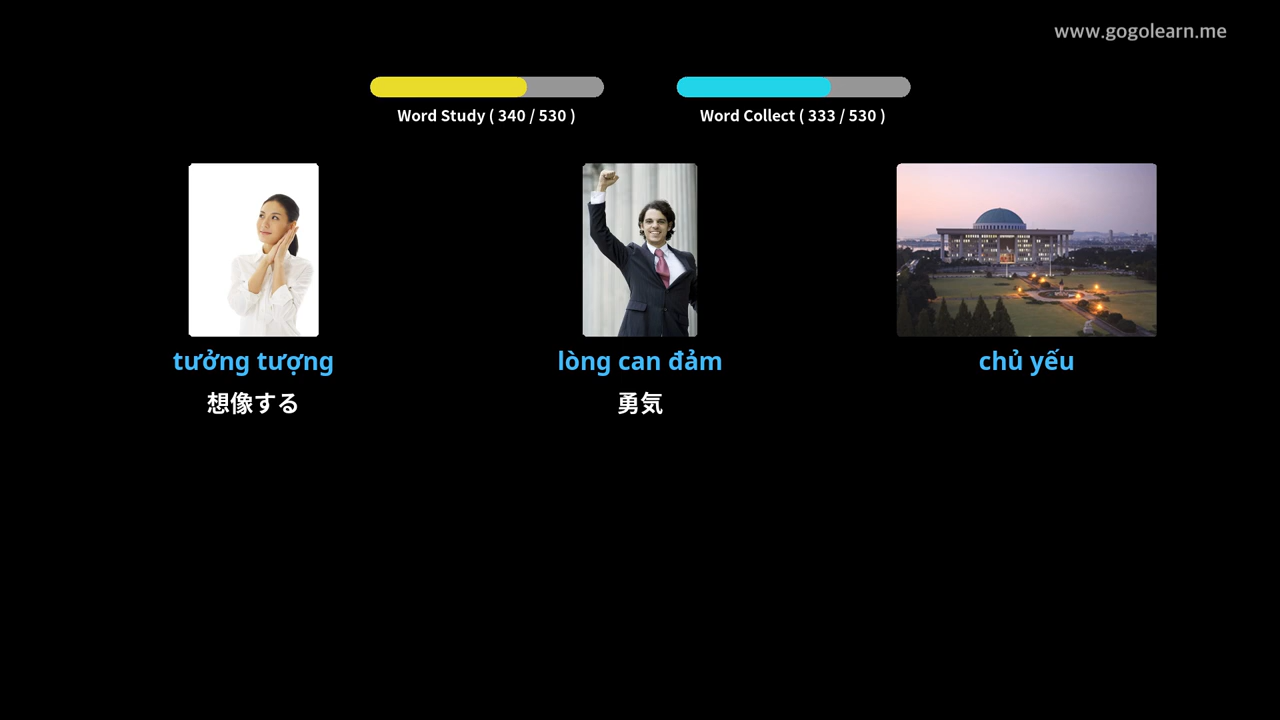 www.gogolearn.me
Word Study ( 340 / 530 )
Word Collect ( 333 / 530 )
tưởng tượng
想像する
lòng can đảm
勇気
chủ yếu